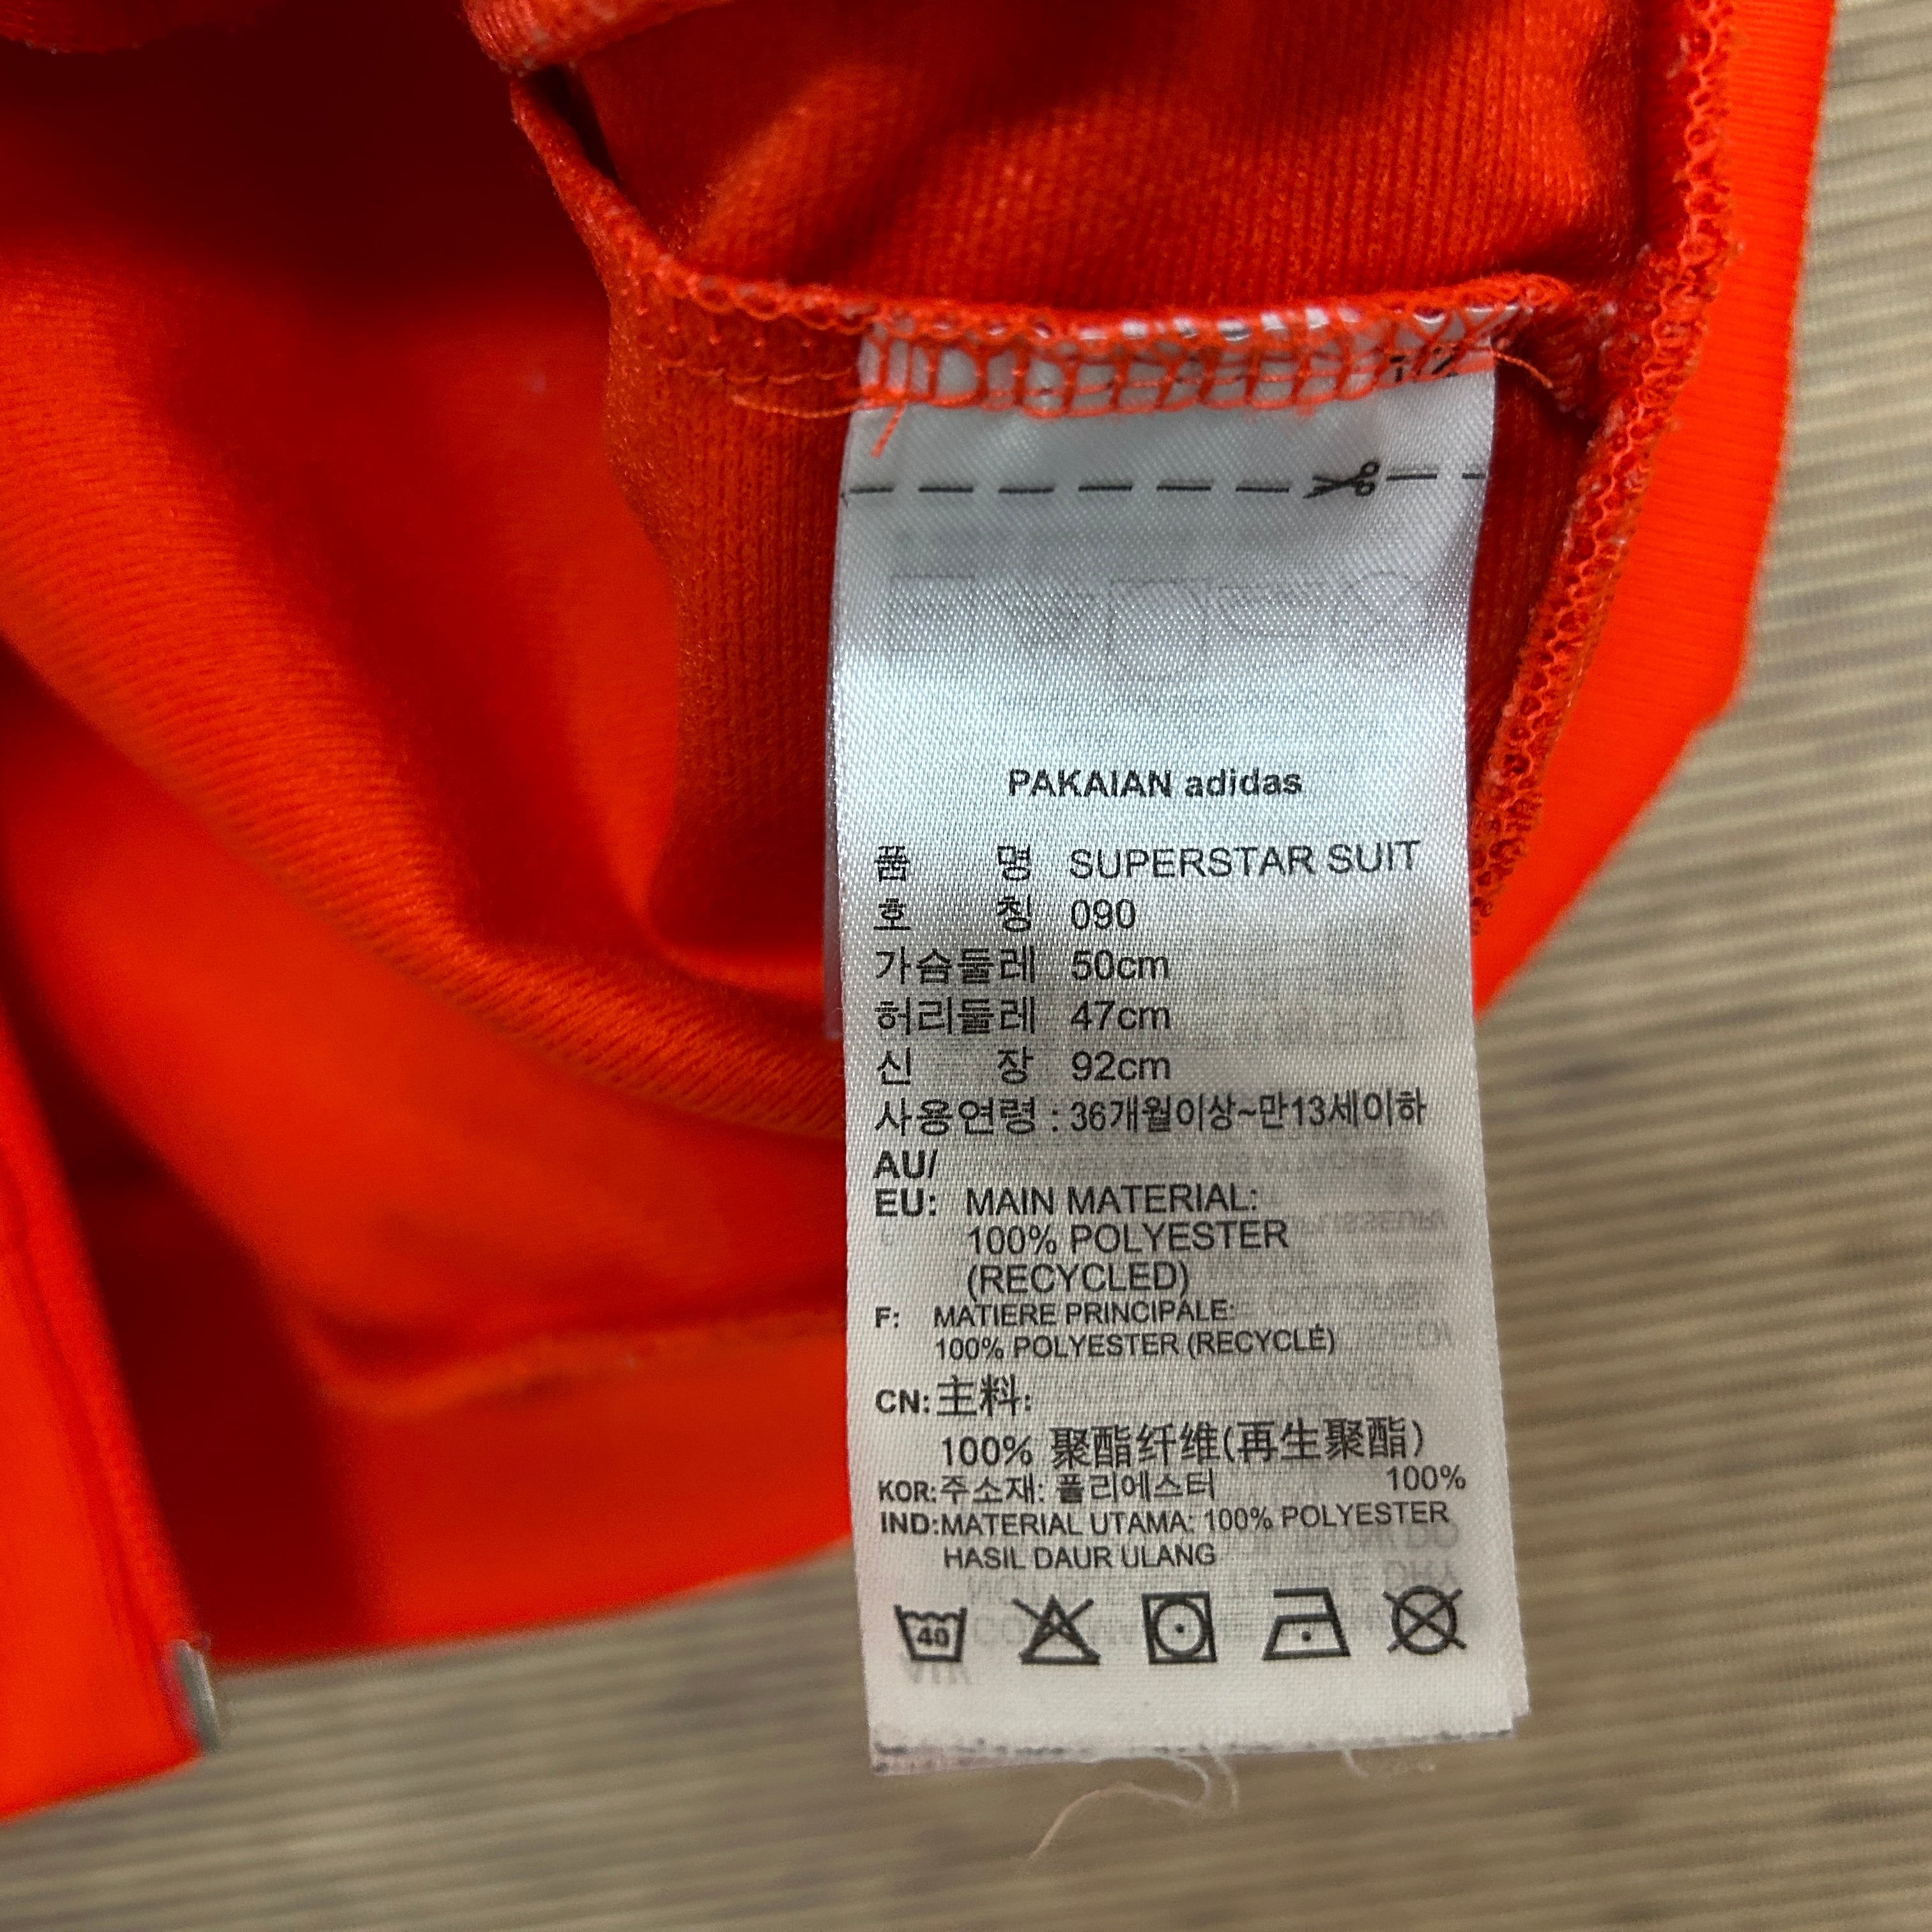 PAKAIAN adidas
품 명 SUPERSTAR SUIT
호 칭 090
가슴둘레 50cm
허리둘레 47cm
신 장 92cm
사용연령 : 36개월이상~만13세이하
AU/
EU: MAIN MATERIAL:
100% POLYESTER
(RECYCLED)
F: MATIERE PRINCIPALE:
100% POLYESTER (RECYCLÉ)
CN: 主料:
100% 聚酯纤维(再生聚酯)
KOR: 주소재: 폴리에스터 100%
IND: MATERIAL UTAMA: 100% POLYESTER
HASIL DAUR ULANG
40